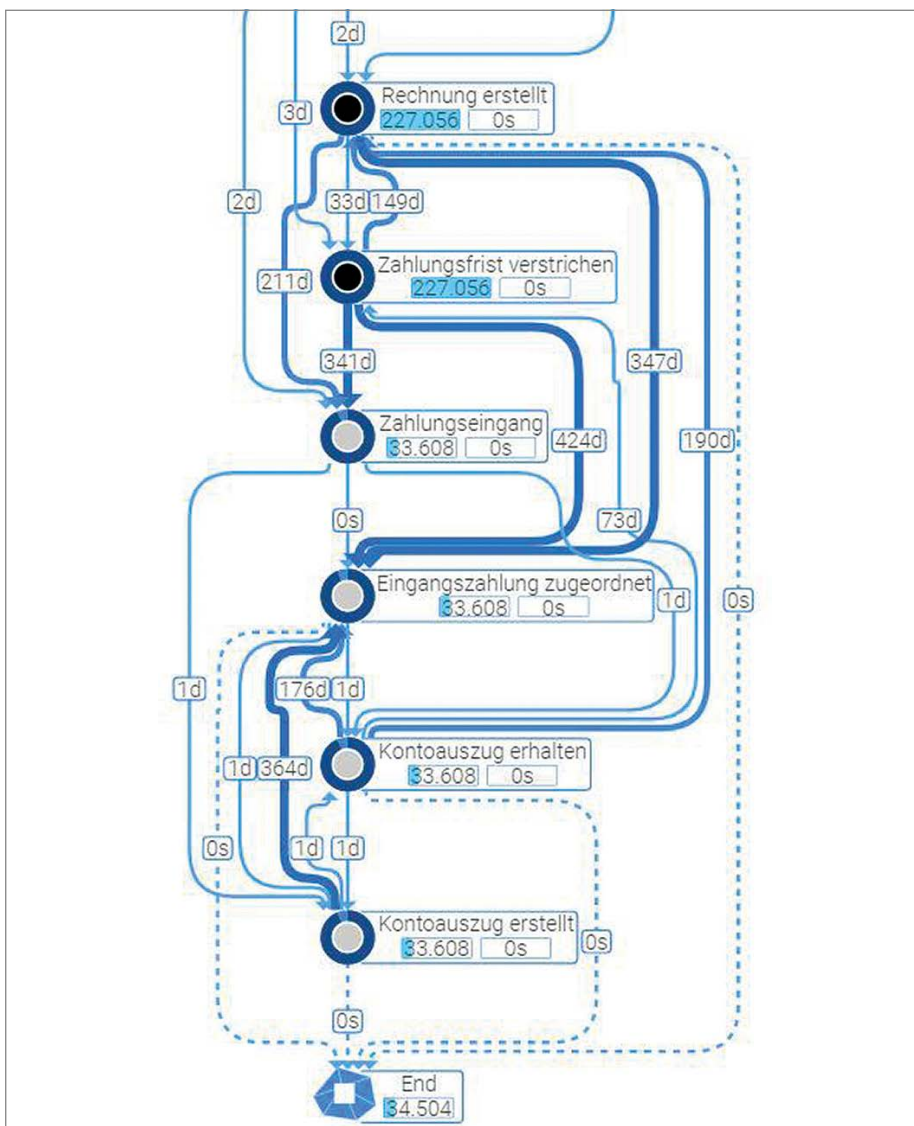 2d
Rechnung erstellt
227.056 0s
3d
2d
33d 149d
Zahlungsfrist verstrichen
227.056 0s
211d
341d
347d
Zahlungseingang
33.608 0s
424d
190d
0s
73d
Eingangszahlung zugeordnet
33.608 0s
1d
0s
1d
176d 1d
Kontoauszug erhalten
33.608 0s
1d 364d
0s
1d 1d
Kontoauszug erstellt
33.608 0s
0s
0s
End
34.504